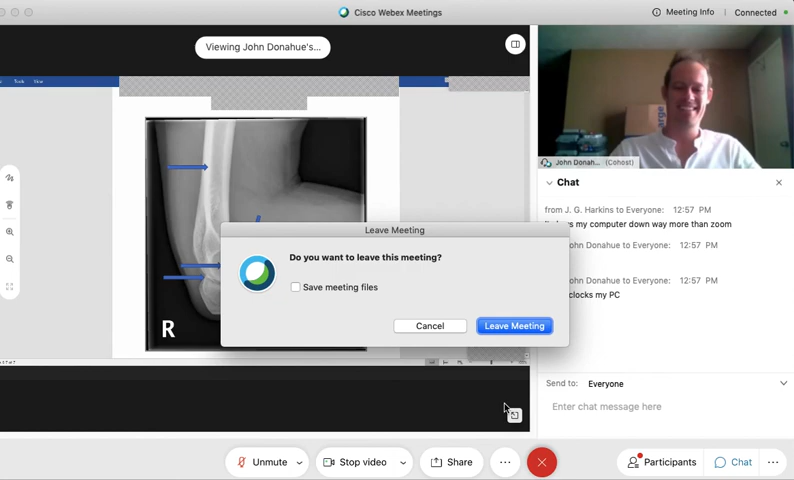 Cisco Webex Meetings
Meeting Info
Connected
Viewing John Donahue's...
Tools
R
John Donah... (Cohost)
Chat
from J. G. Harkins to Everyone: 12:57 PM
my computer down way more than zoom
John Donahue to Everyone: 12:57 PM
John Donahue to Everyone: 12:57 PM
clocks my PC
Leave Meeting
Do you want to leave this meeting?
Save meeting files
Cancel
Leave Meeting
Send to: Everyone
Enter chat message here
Unmute
Stop video
Share
Participants
Chat